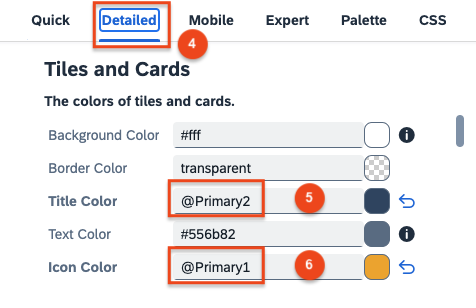 Quick Detailed Mobile Expert Palette CSS
4
Tiles and Cards
The colors of tiles and cards.
Background Color #fff
Border Color transparent
Title Color @Primary2 5
Text Color #556b82
Icon Color @Primary1 6